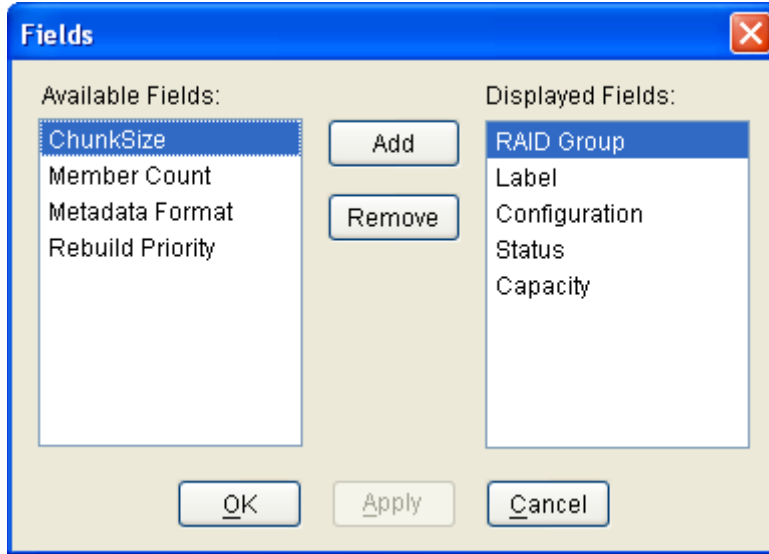 Fields
Available Fields:
ChunkSize
Member Count
Metadata Format
Rebuild Priority
Add
Remove
Displayed Fields:
RAID Group
Label
Configuration
Status
Capacity
OK
Apply
Cancel